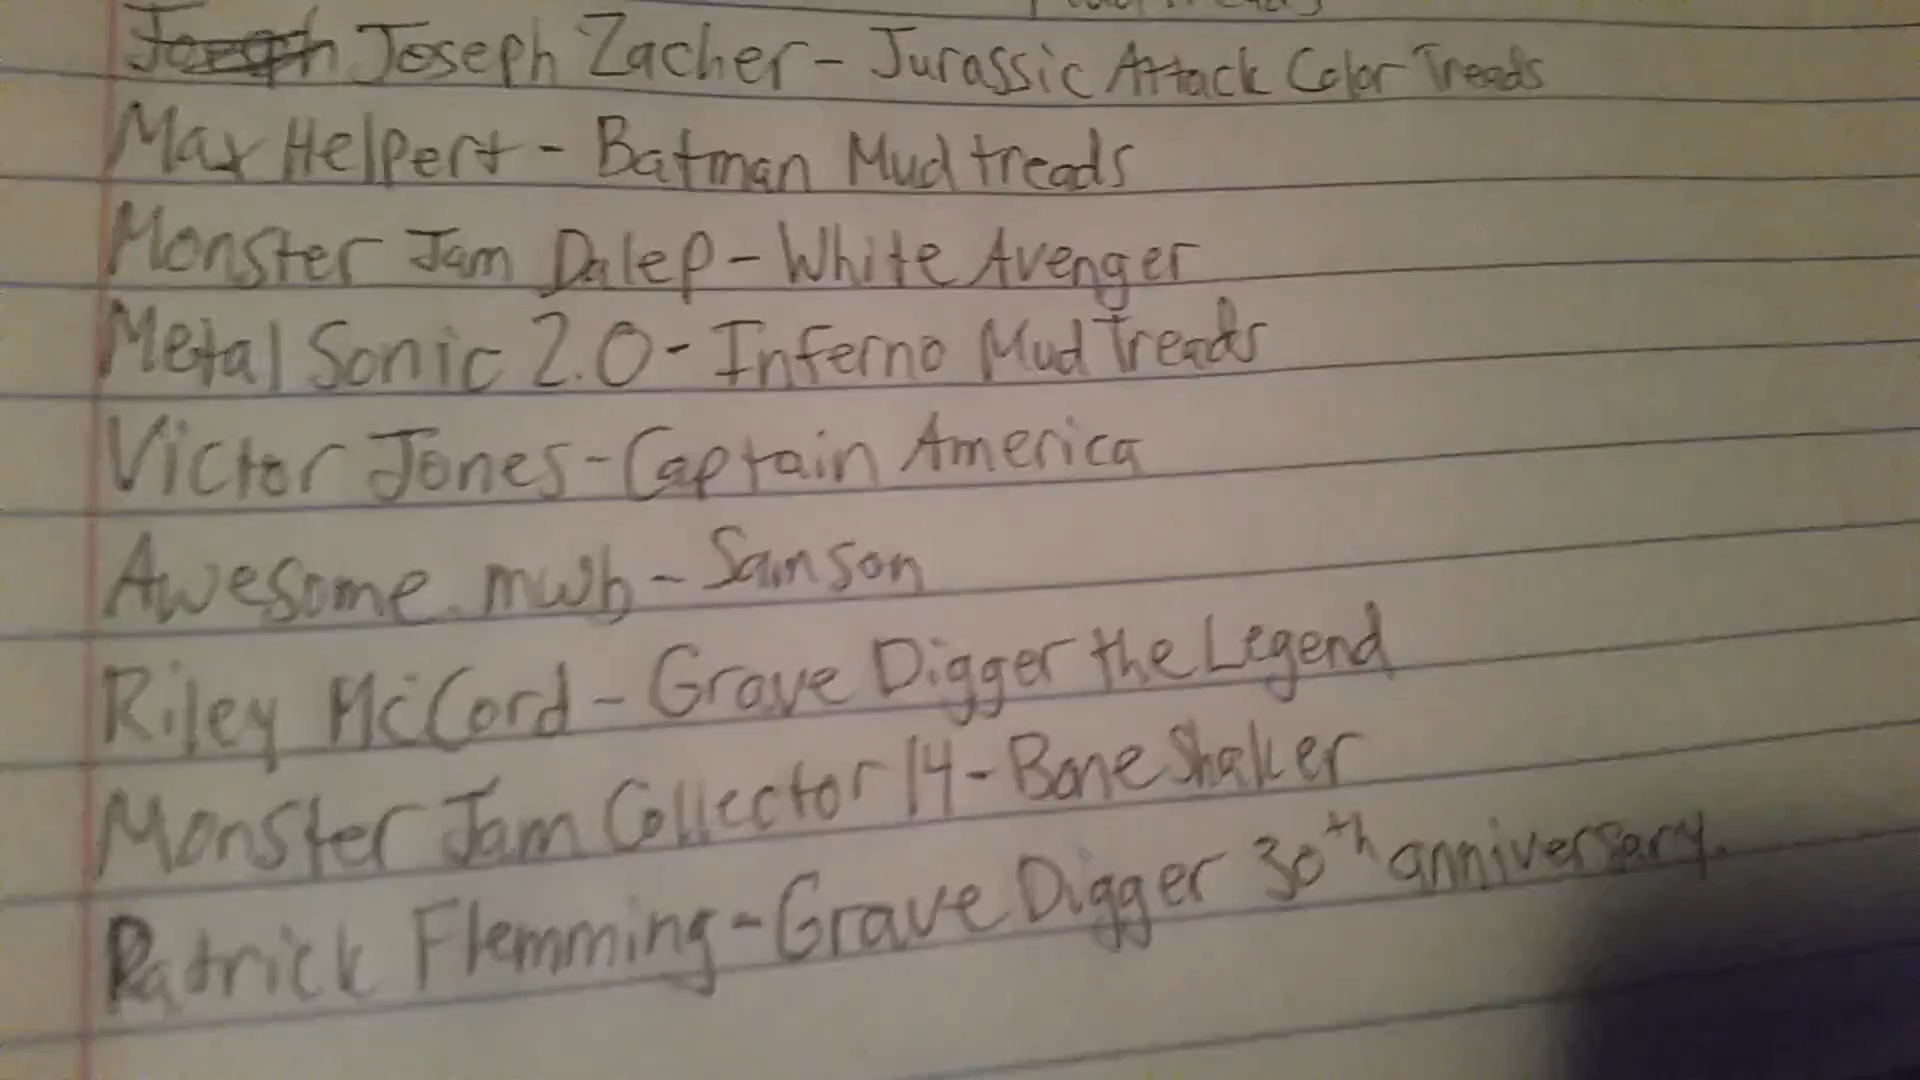 Joseph Zacher - Jurassic Attack Color Treads
Max Helpert - Batman Mud treads
Monster Jam Dalep - White Avenger
Metal Sonic 2.0 - Inferno Mud Treads
Victor Jones - Captain America
Awesome mwb - Samson
Riley McCord - Grave Digger the Legend
Monster Jam Collector 14 - Bone Shaker
Patrick Flemming - Grave Digger 30th anniversary.